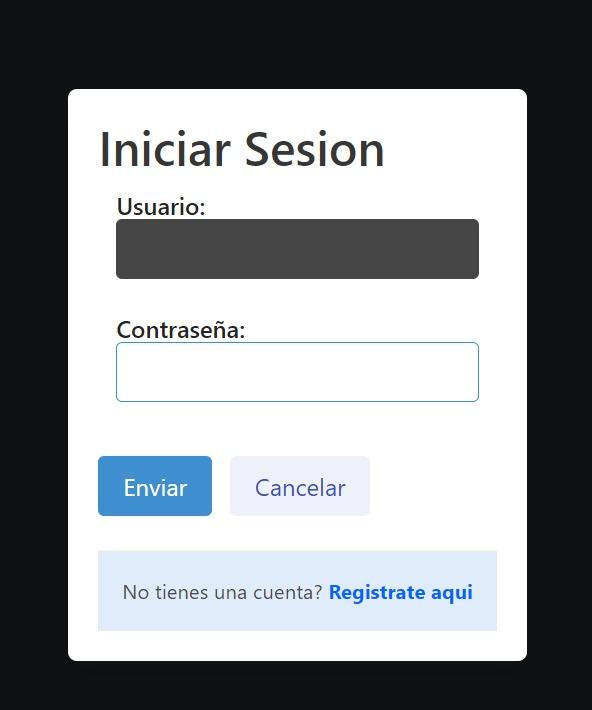 Iniciar Sesion
Usuario:
Contraseña:
Enviar Cancelar
No tienes una cuenta? Registrate aqui